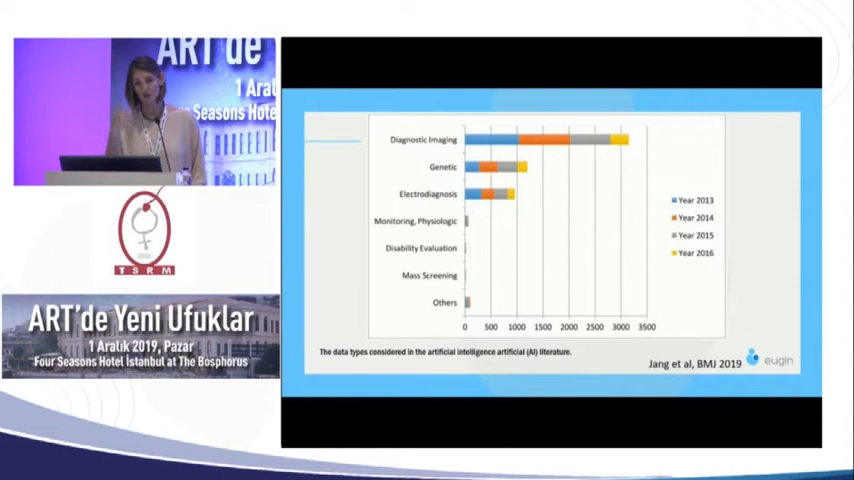 ART'de
1 Aral
Seasons Hotel
TSRM
ART'de Yeni Ufuklar
1 Aralık 2019, Pazar
Four Seasons Hotel İstanbul at The Bosphorus
Diagnostic Imaging
Genetic
Electrodiagnosis
Monitoring, Physiologic
Disability Evaluation
Mass Screening
Others
0 500 1000 1500 2000 2500 3000 3500
Year 2013
Year 2014
Year 2015
Year 2016
The data types considered in the artificial intelligence artificial (AI) literature.
Jang et al, BMJ 2019
eugin